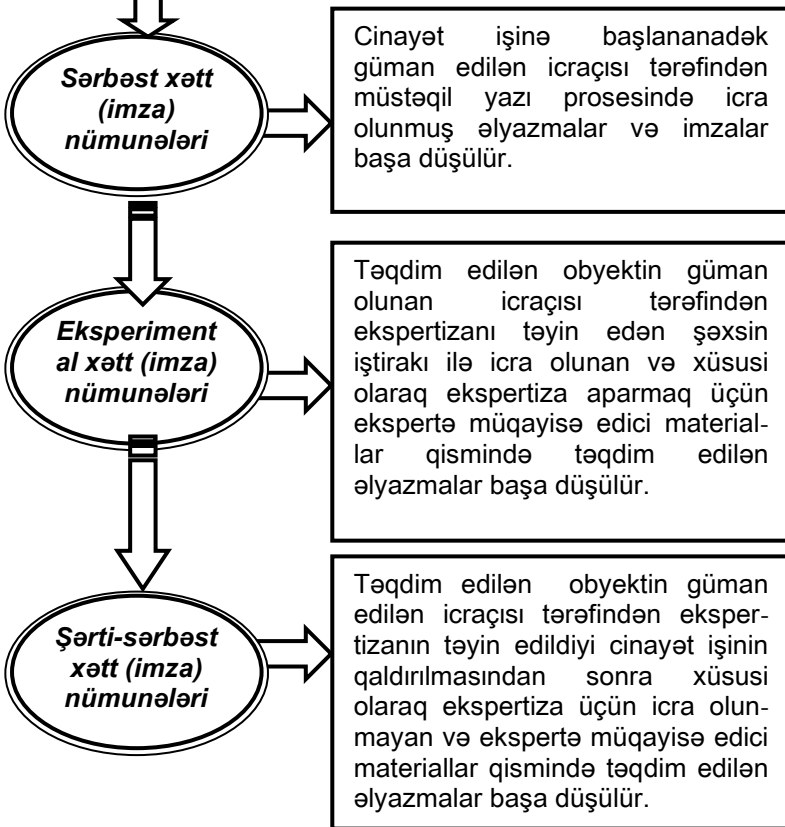 Sərbəst xətt
(imza)
nümunələri
Cinayət işinə başlananadək
güman edilən icraçısı tərəfindən
müstəqil yazı prosesində icra
olunmuş əlyazmalar və imzalar
başa düşülür.
Eksperiment
al xətt (imza)
nümunələri
Təqdim edilən obyektin güman
olunan icraçısı tərəfindən
ekspertizanı təyin edən şəxsin
iştirakı ilə icra olunan və xüsusi
olaraq ekspertiza aparmaq üçün
ekspertə müqayisə edici material-
lar qismində təqdim edilən
əlyazmalar başa düşülür.
Şərti-sərbəst
xətt (imza)
nümunələri
Təqdim edilən obyektin güman
edilən icraçısı tərəfindən eksper-
tizanın təyin edildiyi cinayət işinin
qaldırılmasından sonra xüsusi
olaraq ekspertiza üçün icra olun-
mayan və ekspertə müqayisə edici
materiallar qismində təqdim edilən
əlyazmalar başa düşülür.